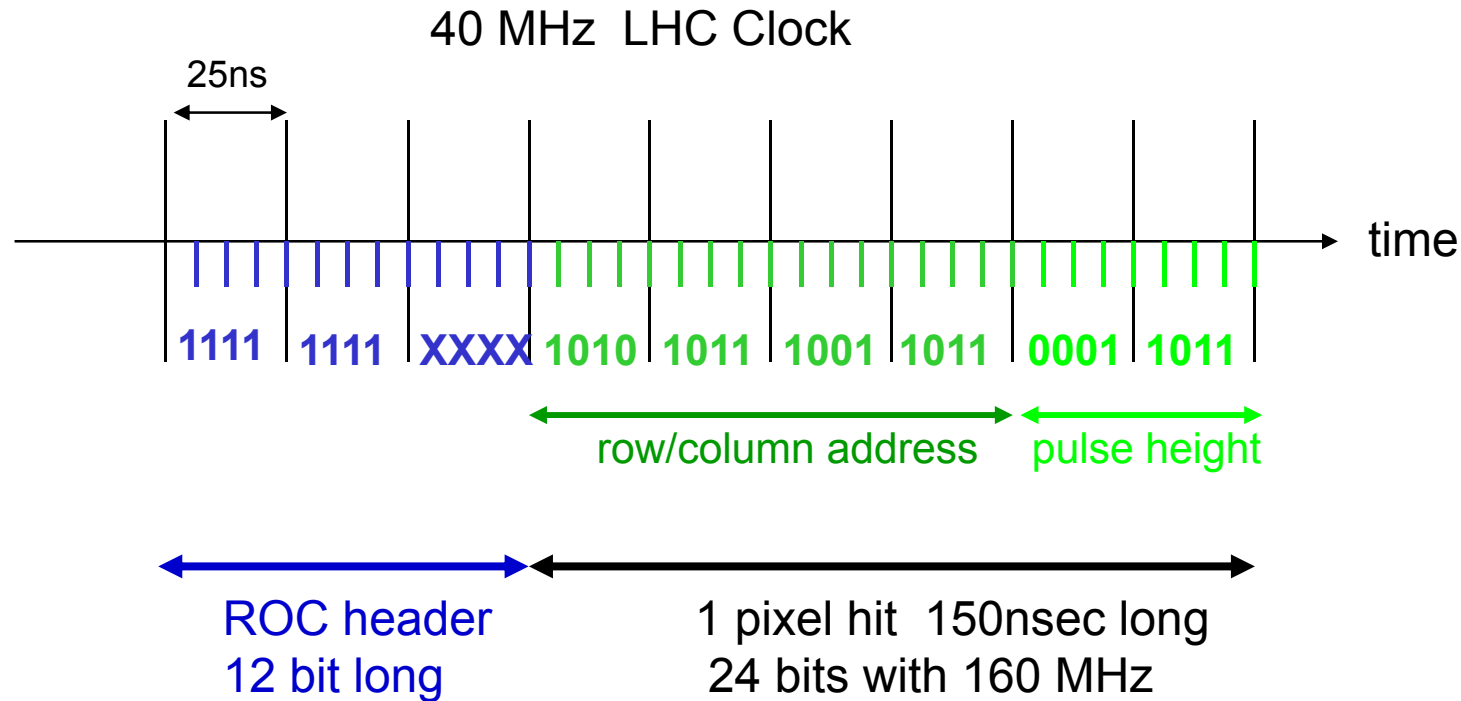 40 MHz LHC Clock
25ns
time
1111 1111 XXXX 1010 1011 1001 1011 0001 1011
row/column address pulse height
ROC header
12 bit long
1 pixel hit 150nsec long
24 bits with 160 MHz